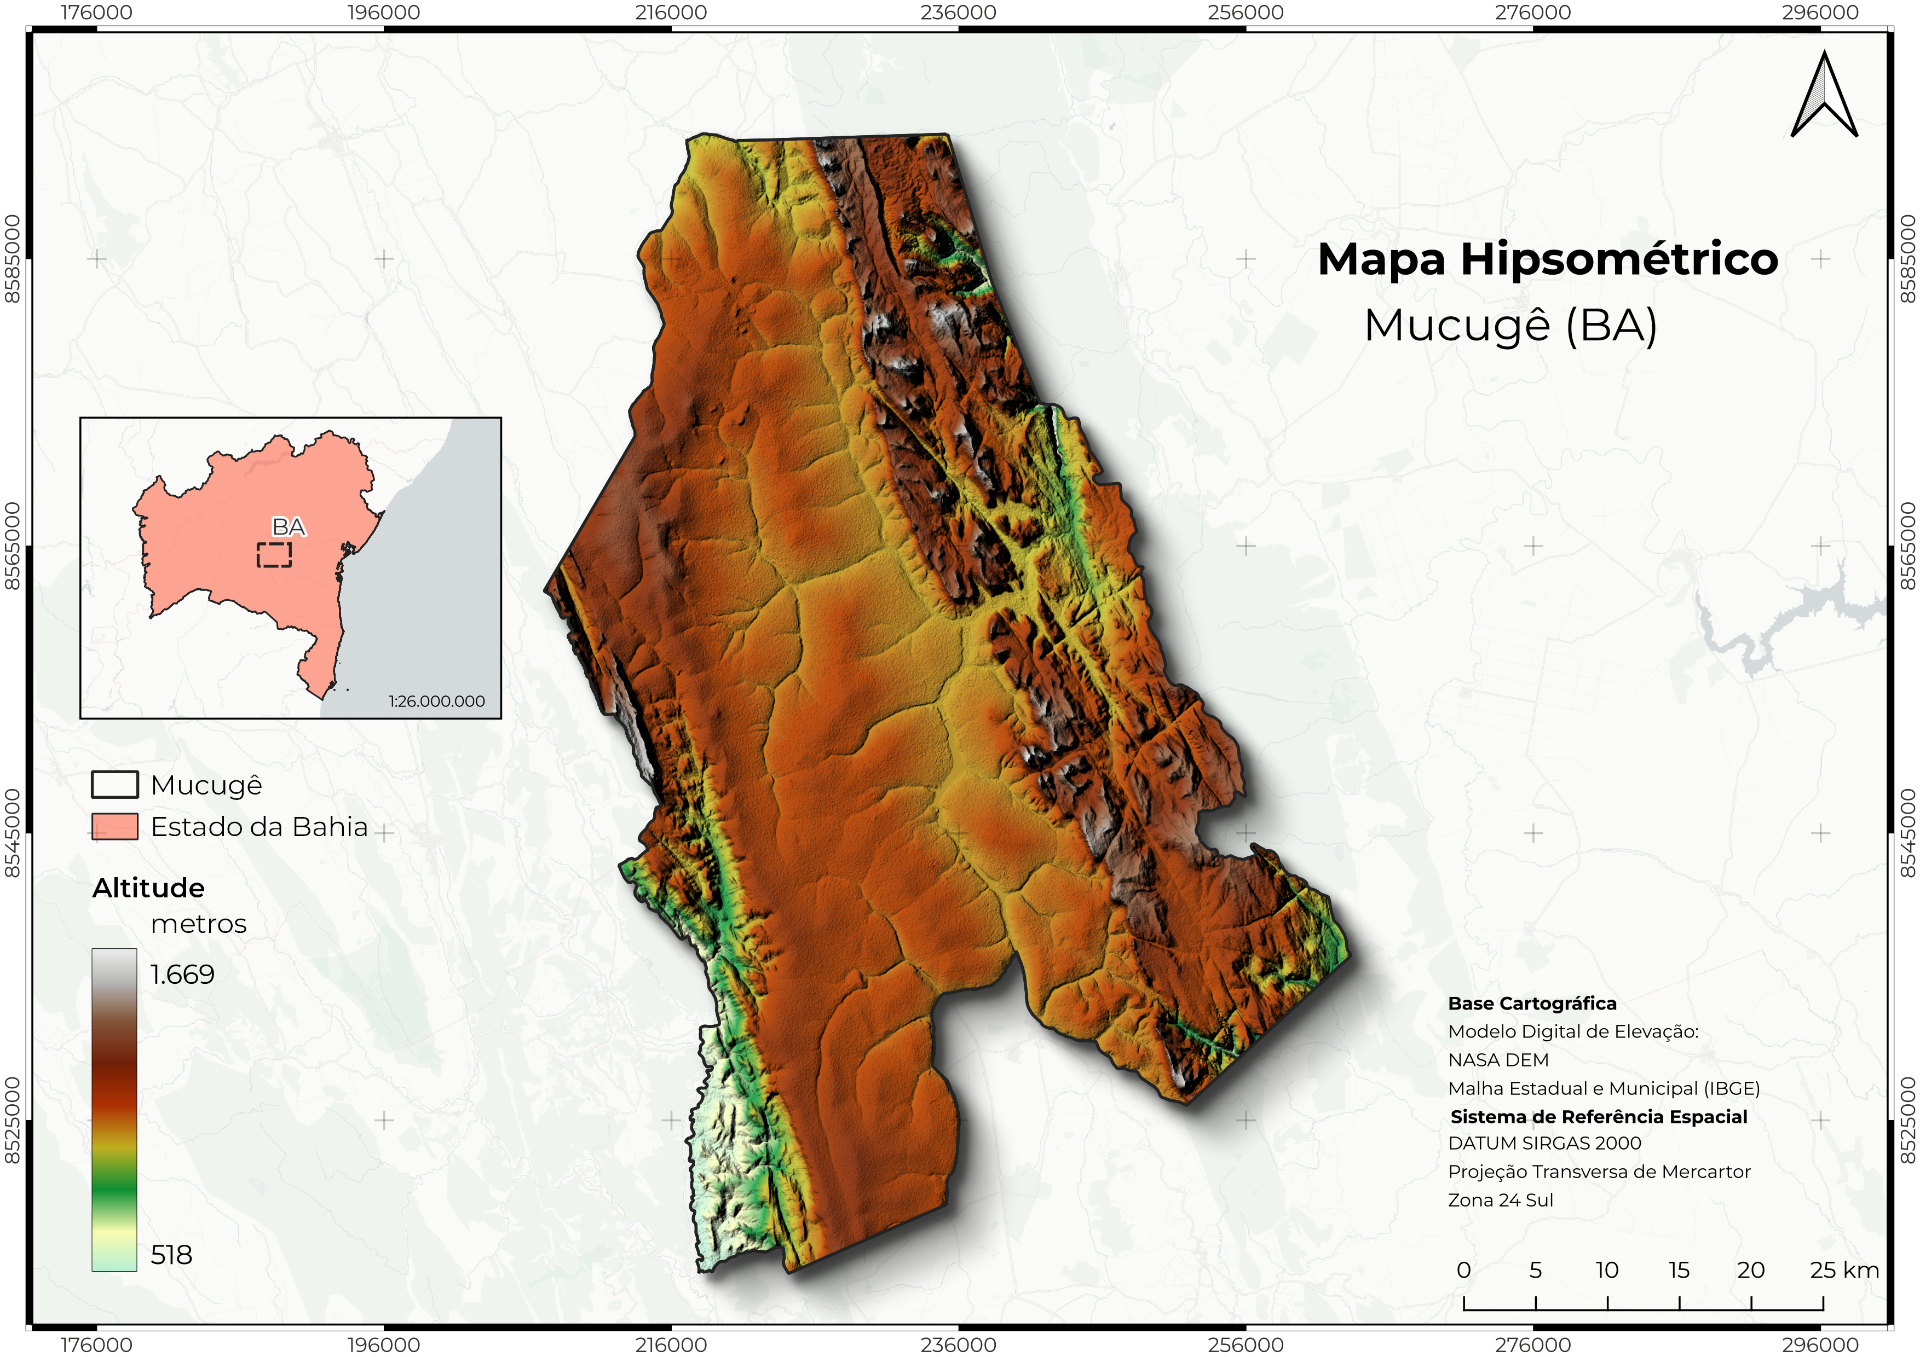 176000 196000 216000 236000 256000 276000 296000
8585000 8585000
Mapa Hipsométrico
Mucugê (BA)
BA
1:26.000.000
8565000 8565000
Mucugê
Estado da Bahia
8545000 8545000
Altitude
metros
1.669
518
Base Cartográfica
Modelo Digital de Elevação:
NASA DEM
Malha Estadual e Municipal (IBGE)
Sistema de Referência Espacial
DATUM SIRGAS 2000
Projeção Transversa de Mercartor
Zona 24 Sul
8525000 8525000
0 5 10 15 20 25 km
176000 196000 216000 236000 256000 276000 296000